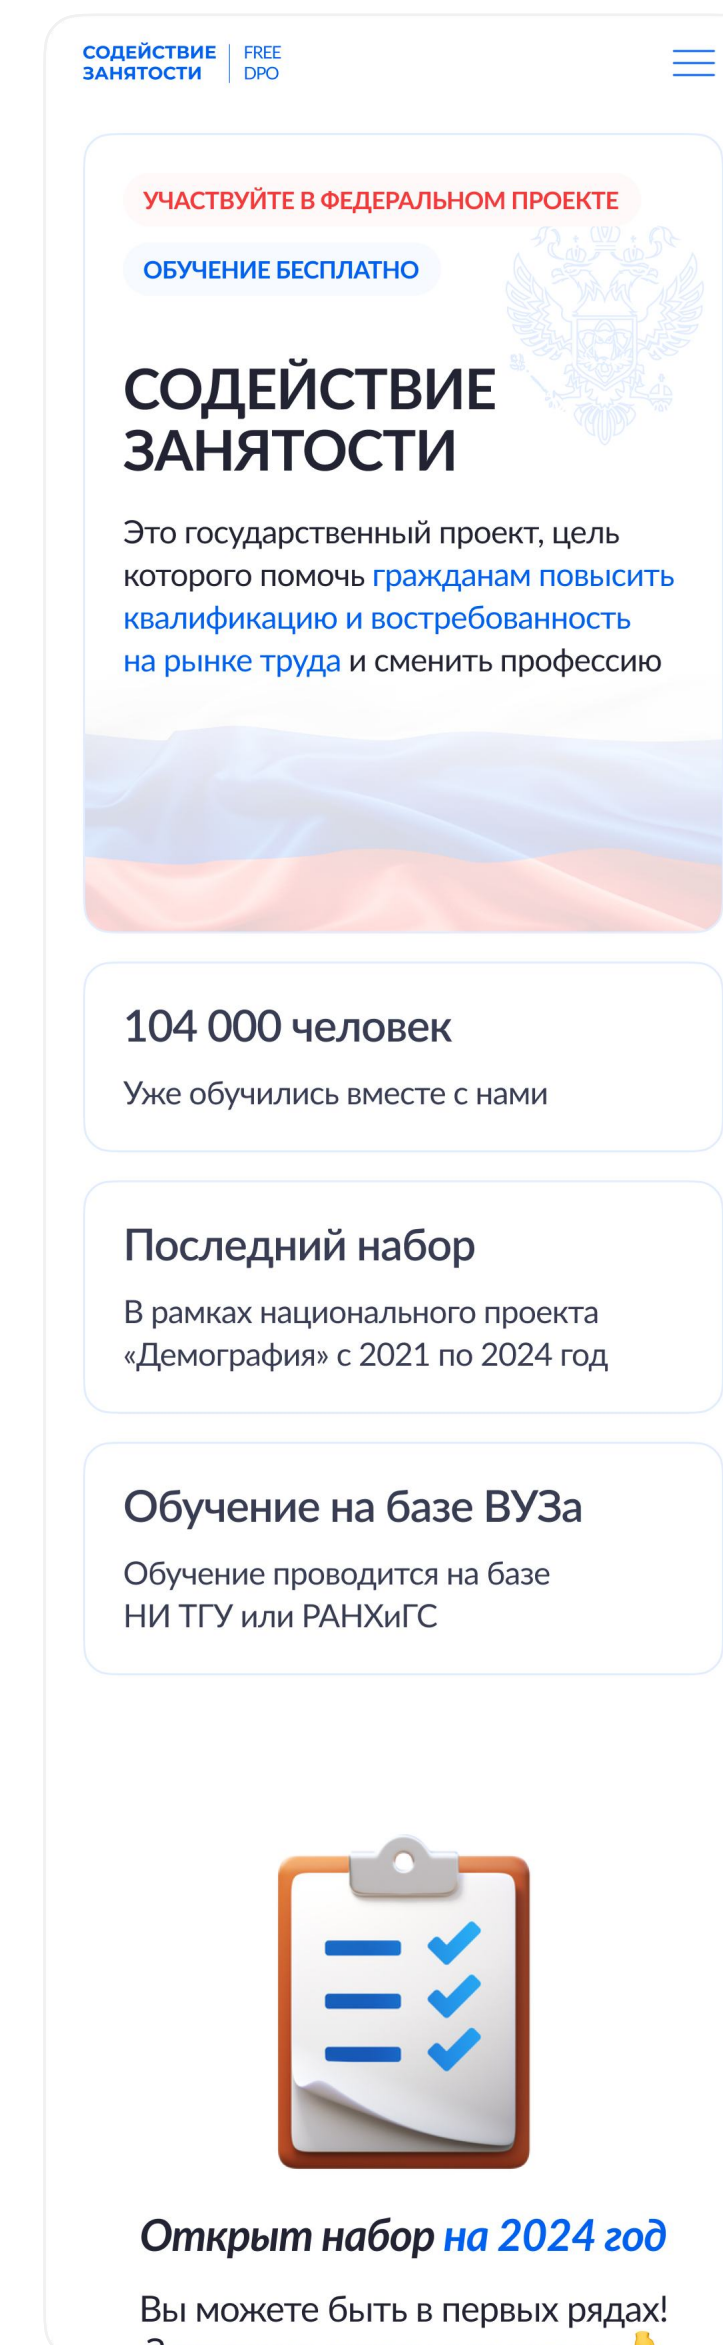 СОДЕЙСТВИЕ
ЗАНЯТОСТИ
FREE
DPO
УЧАСТВУЙТЕ В ФЕДЕРАЛЬНОМ ПРОЕКТЕ
ОБУЧЕНИЕ БЕСПЛАТНО
СОДЕЙСТВИЕ
ЗАНЯТОСТИ
Это государственный проект, цель
которого помочь гражданам повысить
квалификацию и востребованность
на рынке труда и сменить профессию
104 000 человек
Уже обучились вместе с нами
Последний набор
В рамках национального проекта
«Демография» с 2021 по 2024 год
Обучение на базе ВУЗа
Обучение проводится на базе
НИ ТГУ или РАНХиГС
Открыт набор на 2024 год
Вы можете быть в первых рядах!